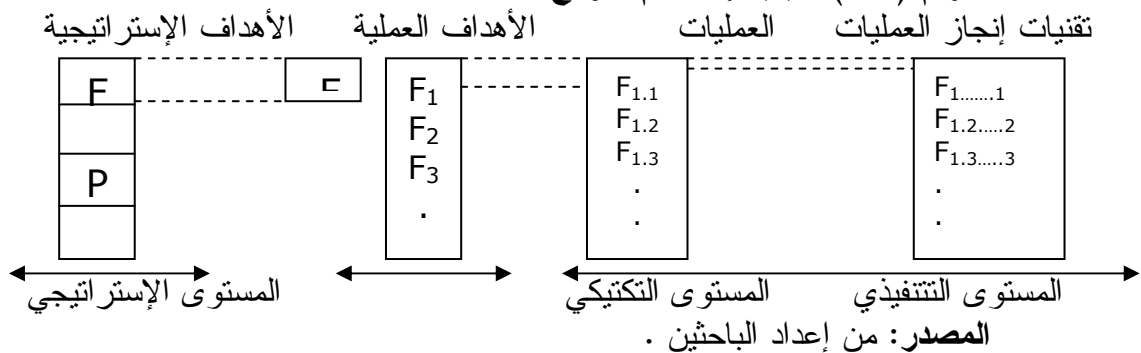 تقنيات إنجاز العمليات العمليات الأهداف العملية الأهداف الإستراتيجية
F
P
F
F1
F2
F3
.
F1.1
F1.2
F1.3
.
.
F1…….1
F1.2…..2
F1.3…..3
.
.
المستوى التتنفيذي المستوى التكتيكي المستوى الإستراتيجي
المصدر: من إعداد الباحثين .